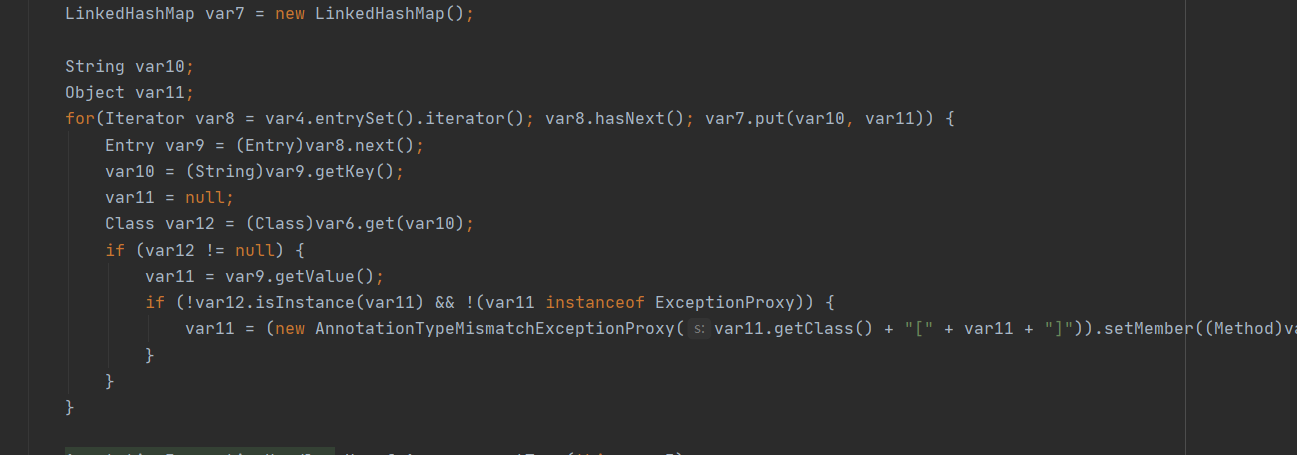 LinkedHashMap var7 = new LinkedHashMap();
String var10;
Object var11;
for(Iterator var8 = var4.entrySet().iterator(); var8.hasNext(); var7.put(var10, var11)) {
Entry var9 = (Entry)var8.next();
var10 = (String)var9.getKey();
var11 = null;
Class var12 = (Class)var6.get(var10);
if (var12 != null) {
var11 = var9.getValue();
if (!var12.isInstance(var11) && !(var11 instanceof ExceptionProxy)) {
var11 = (new AnnotationTypeMismatchExceptionProxy( s: var11.getClass() + "[" + var11 + "]")).setMember((Method)va
}
}
}